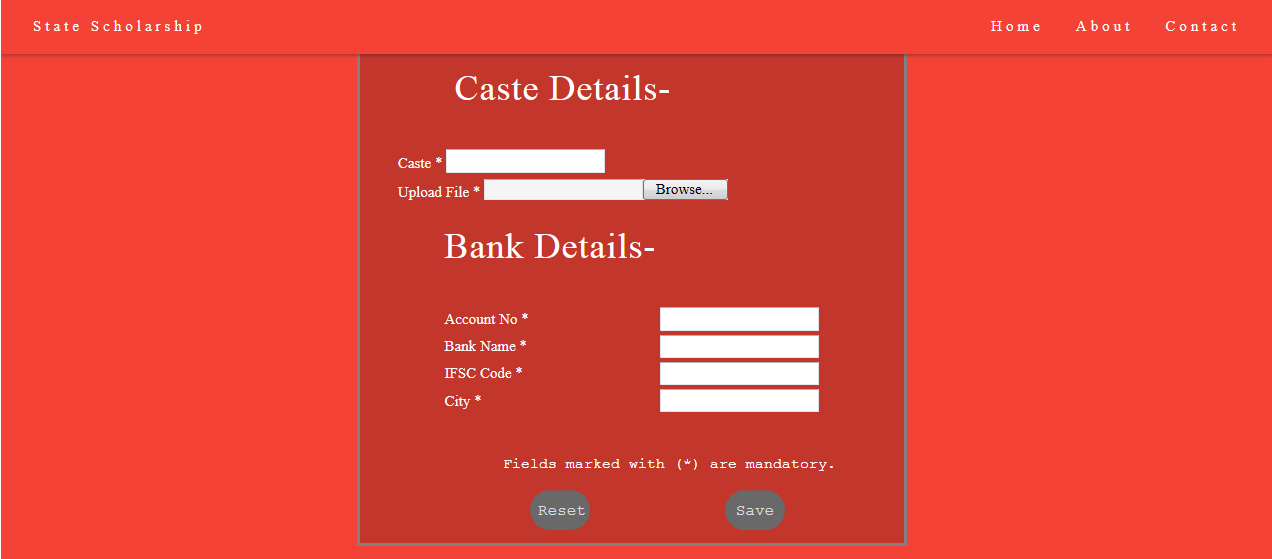 State Scholarship Home About Contact
Caste Details-
Caste *
Upload File * Browse...
Bank Details-
Account No *
Bank Name *
IFSC Code *
City *
Fields marked with (*) are mandatory.
Reset Save